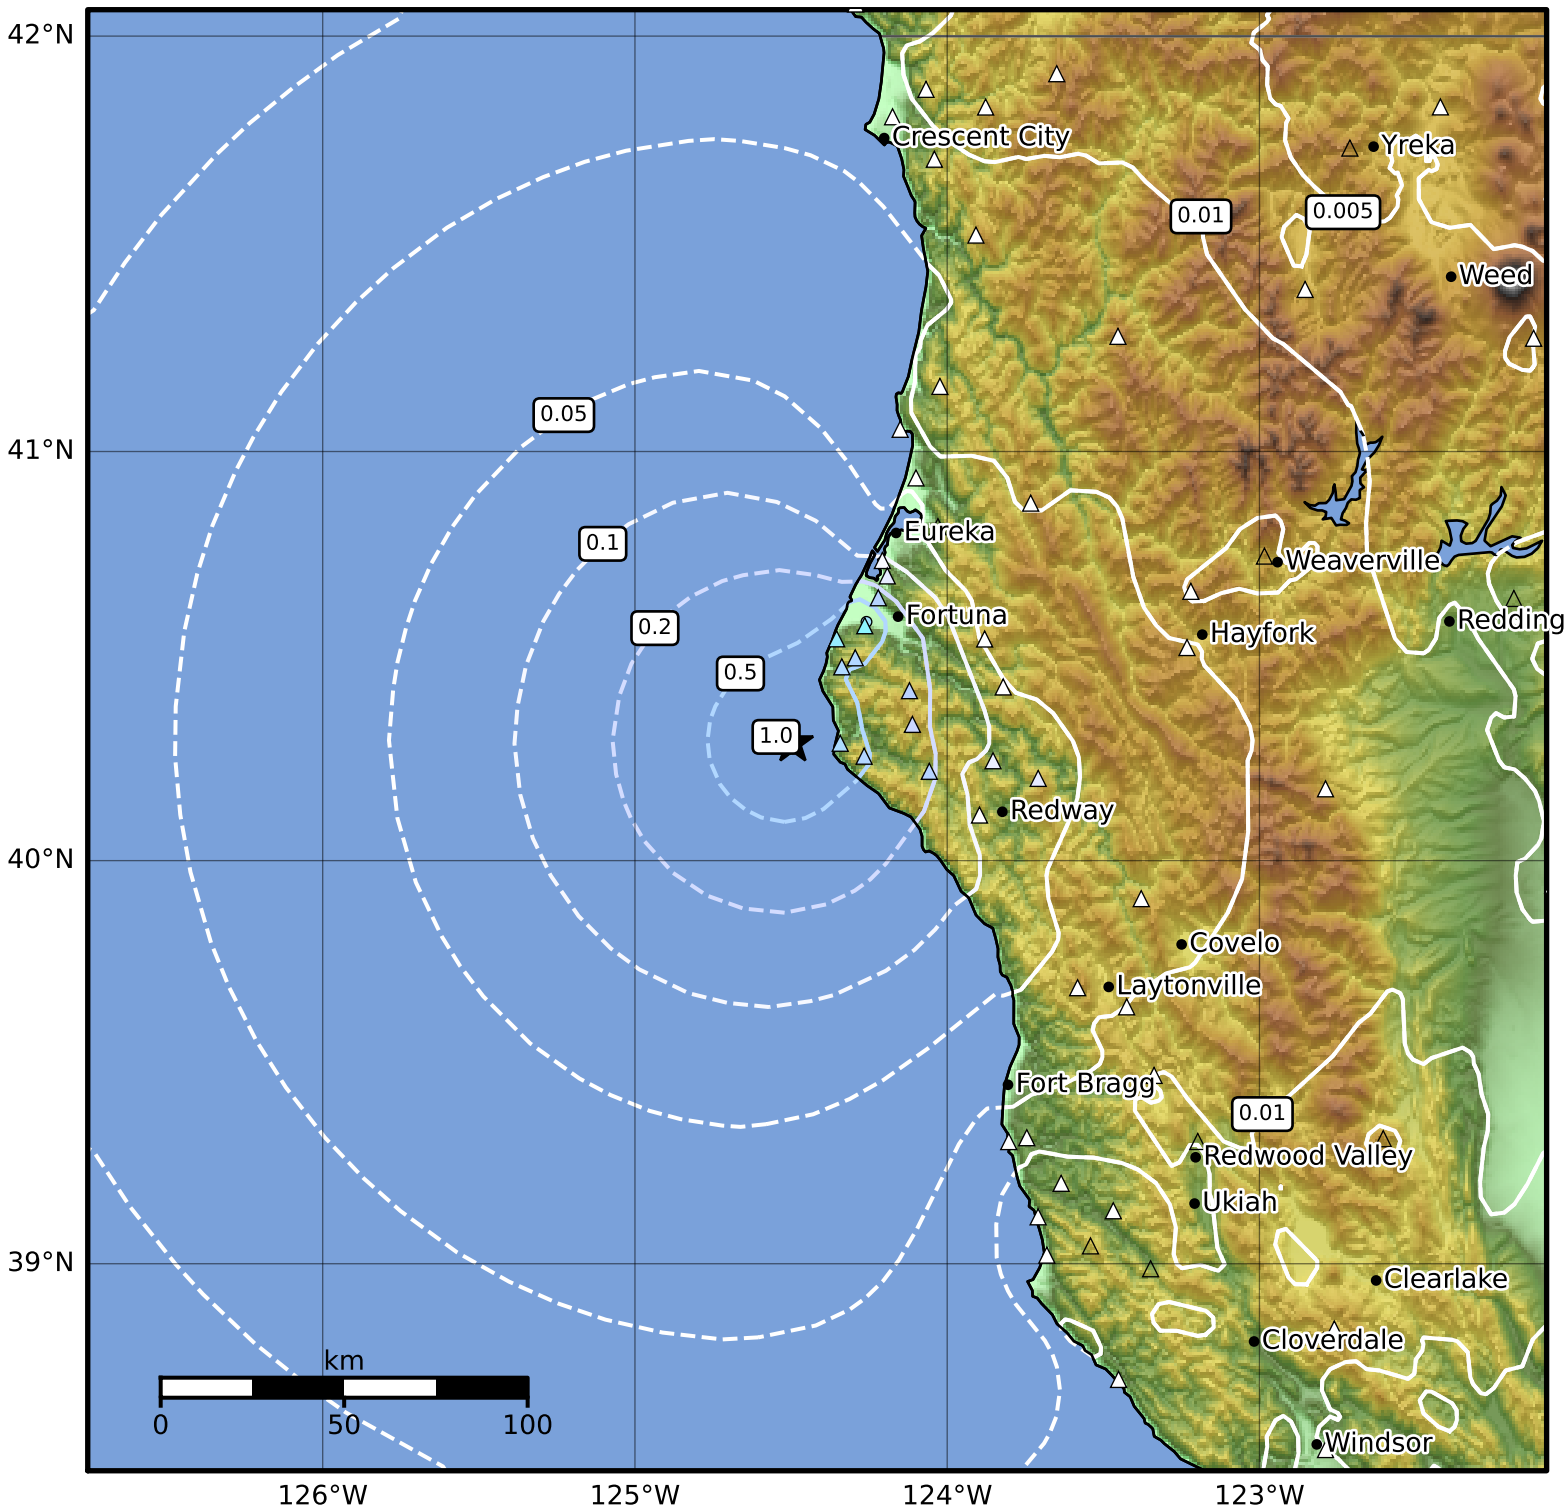 42°N
Crescent City
Yreka
0.01
0.005
Weed
0.05
41°N
Eureka
0.1
Weaverville
Fortuna
Redding
0.2
Hayfork
0.5
1.0
Redway
40°N
Covelo
Laytonville
Fort Bragg
0.01
Redwood Valley
Ukiah
39°N
Clearlake
Cloverdale
km
0 50 100
Windsor
126°W 125°W 124°W 123°W